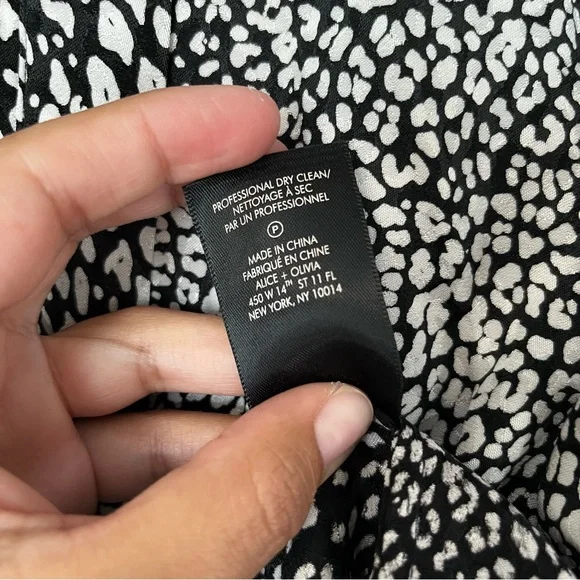 PROFESSIONAL DRY CLEAN/
NETTOYAGE À SEC
PAR UN PROFESSIONNEL
P
MADE IN CHINA
FABRIQUÉ EN CHINE
ALICE + OLIVIA
450 W 14TH ST 11 FL
NEW YORK, NY 10014